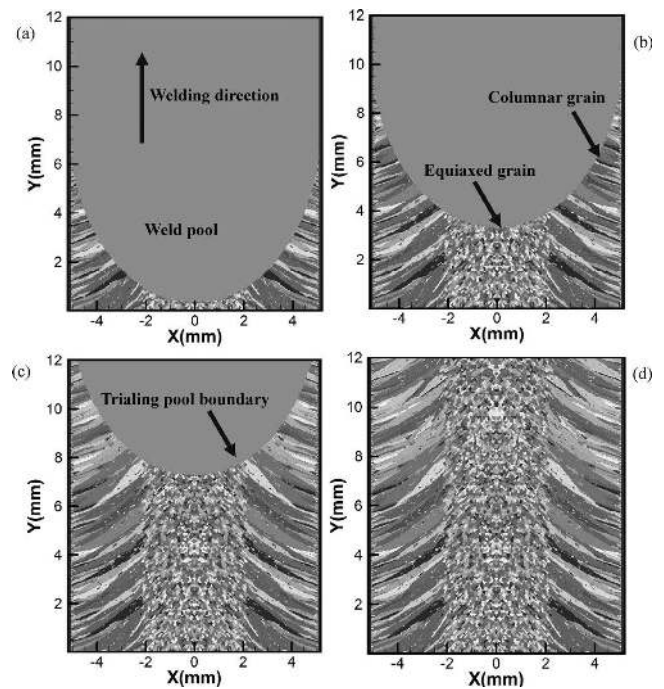 (a)
12
10
8
6
4
2
Y(mm)
Welding direction
Weld pool
-4 -2 0 2 4
X(mm)
(b)
12
10
8
6
4
2
Y(mm)
Columnar grain
Equiaxed grain
-4 -2 0 2 4
X(mm)
(c)
12
10
8
6
4
2
Y(mm)
Trialing pool boundary
-4 -2 0 2 4
X(mm)
(d)
12
10
8
6
4
2
Y(mm)
-4 -2 0 2 4
X(mm)